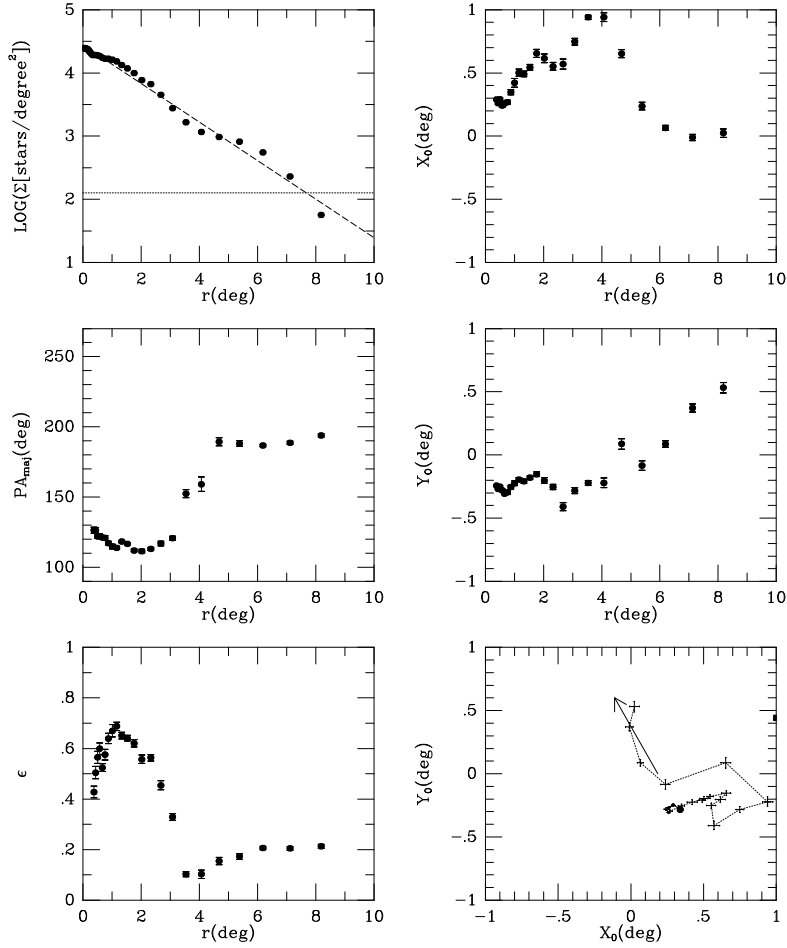 5
4
3
2
1
0 2 4 6 8 10
r(deg)
LOG(Σ[stars/degree²])
1
.5
0
−.5
−1
0 2 4 6 8 10
r(deg)
X₀(deg)
250
200
150
100
0 2 4 6 8 10
r(deg)
PAmaj(deg)
1
.5
0
−.5
−1
0 2 4 6 8 10
r(deg)
Y₀(deg)
1
.8
.6
.4
.2
0
0 2 4 6 8 10
r(deg)
ϵ
1
.5
0
−.5
−1
−1 −.5 0 .5 1
X₀(deg)
Y₀(deg)